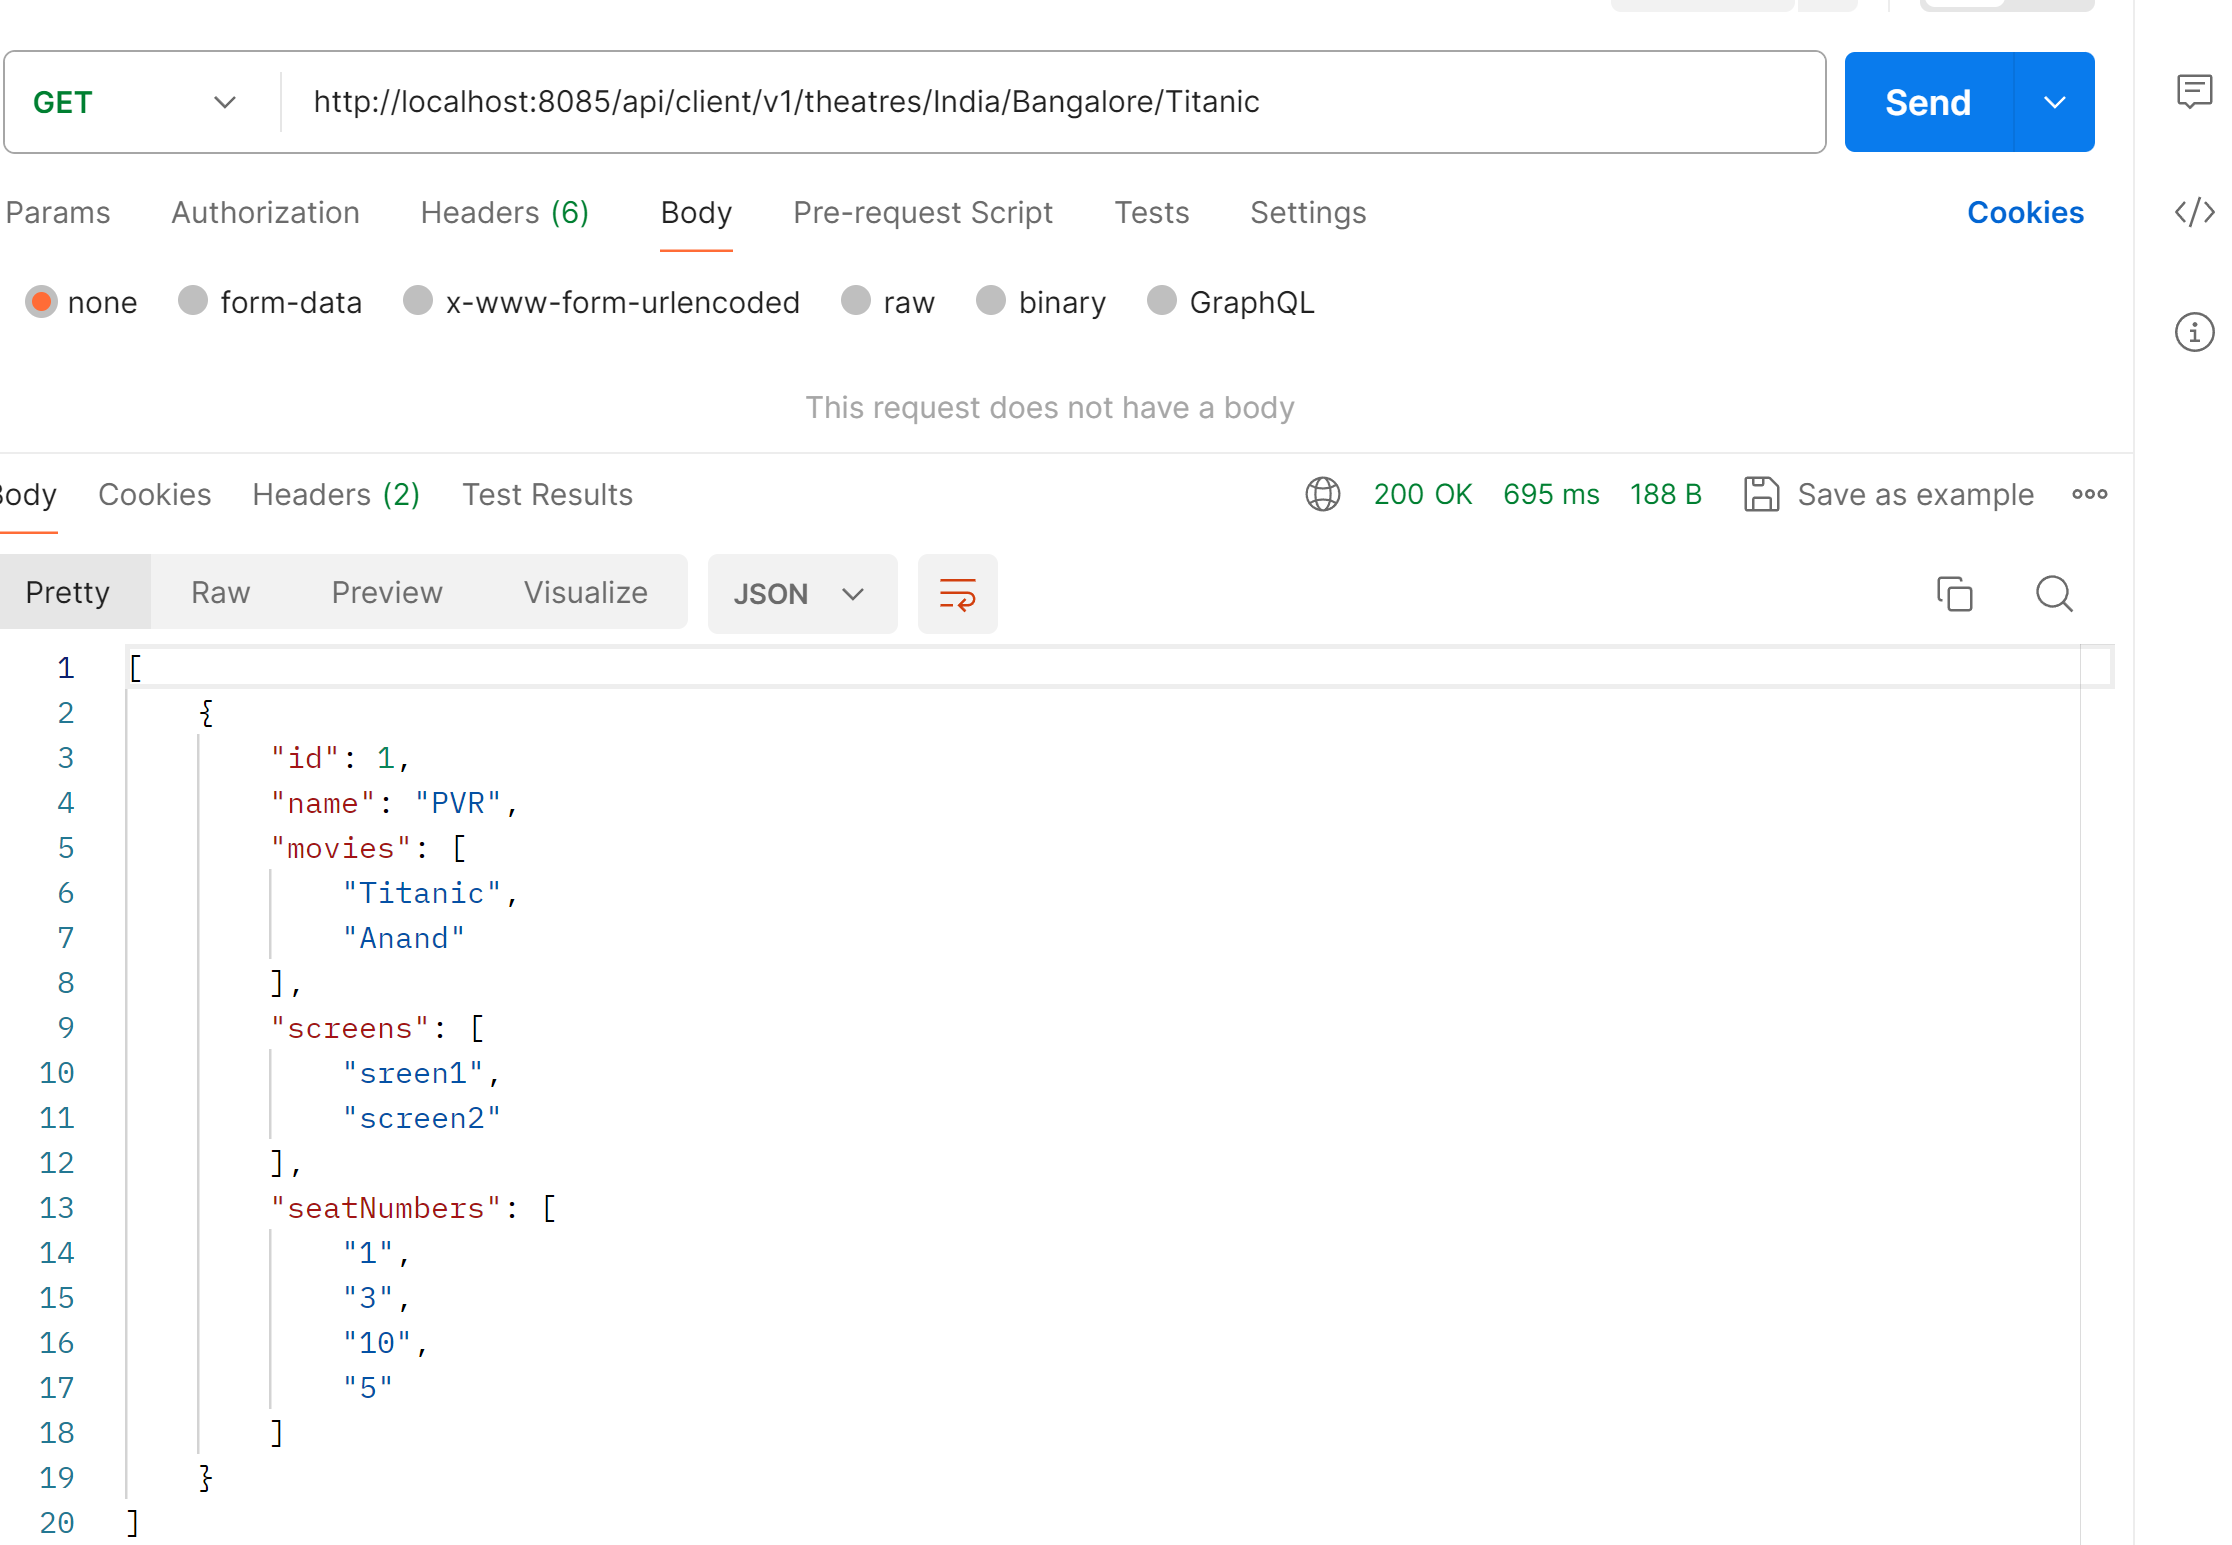 GET http://localhost:8085/api/client/v1/theatres/India/Bangalore/Titanic Send
Params Authorization Headers (6) Body Pre-request Script Tests Settings Cookies
none form-data x-www-form-urlencoded raw binary GraphQL
This request does not have a body
Body Cookies Headers (2) Test Results 200 OK 695 ms 188 B Save as example
Pretty Raw Preview Visualize JSON
1 [
2 {
3 "id": 1,
4 "name": "PVR",
5 "movies": [
6 "Titanic",
7 "Anand"
8 ],
9 "screens": [
10 "sreen1",
11 "screen2"
12 ],
13 "seatNumbers": [
14 "1",
15 "3",
16 "10",
17 "5"
18 ]
19 }
20 ]